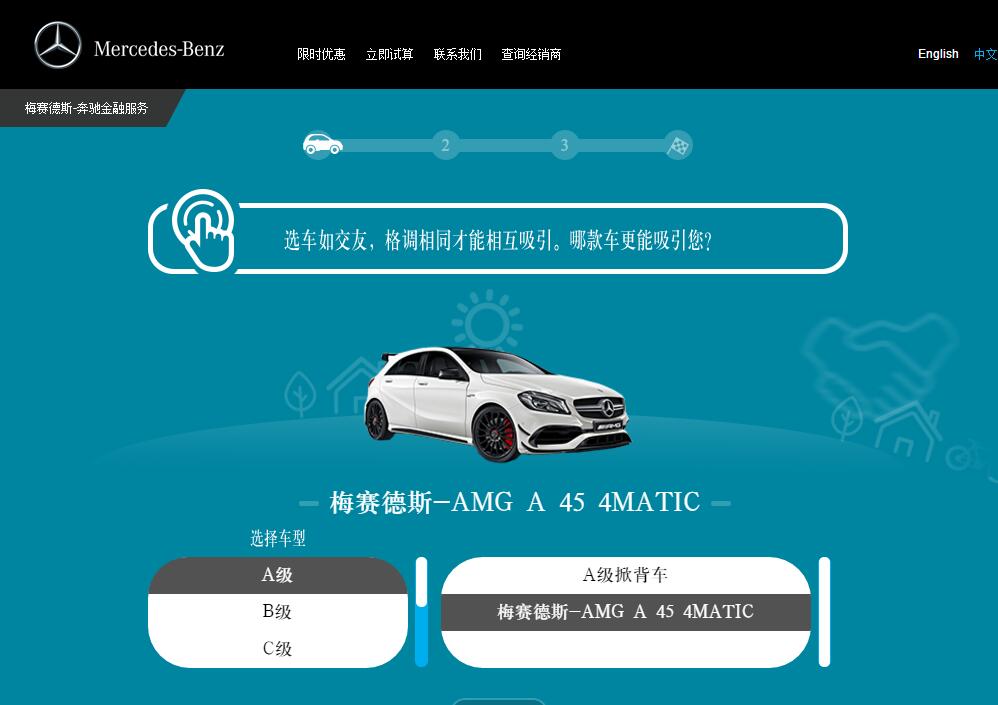 Mercedes-Benz
限时优惠 立即试算 联系我们 查询经销商
English 中文
梅赛德斯-奔驰金融服务
2 3
选车如交友，格调相同才能相互吸引。哪款车更能吸引您？
AMG
梅赛德斯-AMG A 45 4MATIC
选择车型
A级
B级
C级
A级掀背车
梅赛德斯-AMG A 45 4MATIC